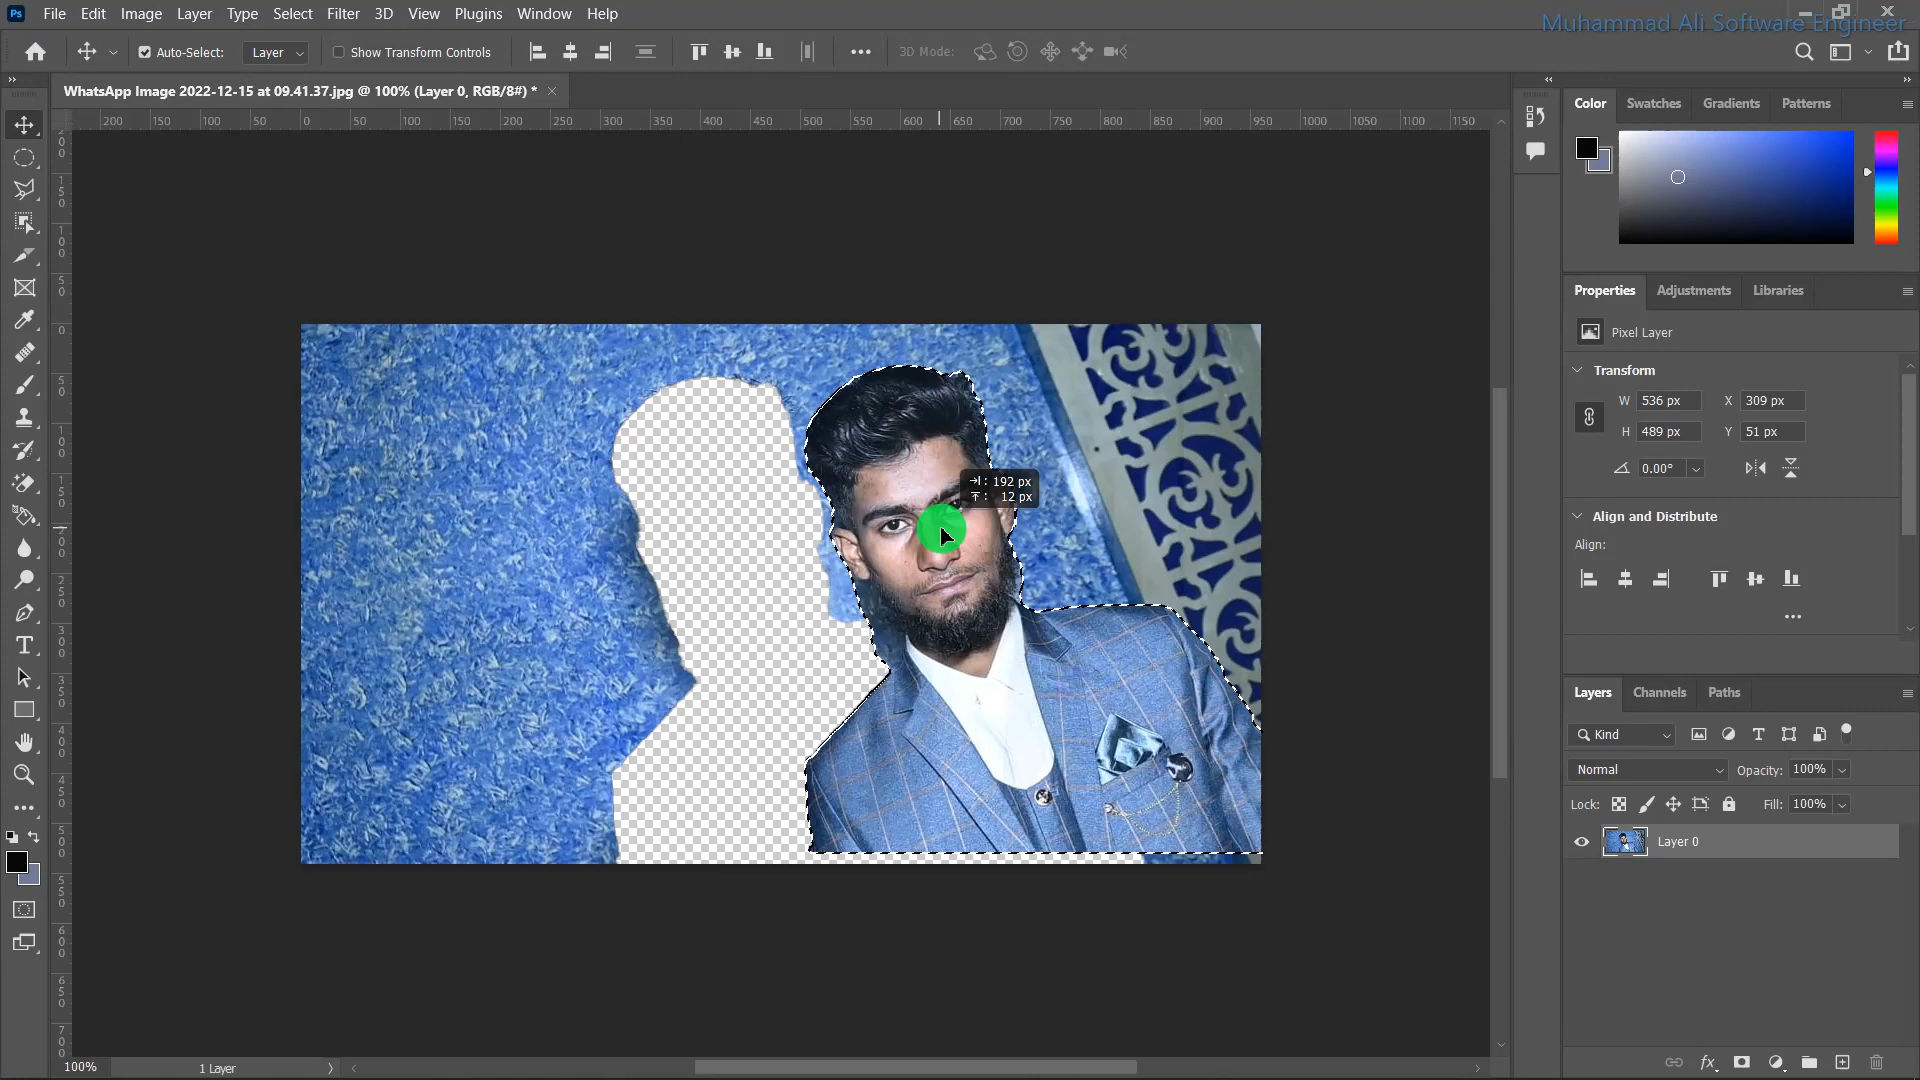 Ps File Edit Image Layer Type Select Filter 3D View Plugins Window Help
Muhammad Ali Software Engineer
Auto-Select: Layer Show Transform Controls 3D Mode:
WhatsApp Image 2022-12-15 at 09.41.37.jpg @ 100% (Layer 0, RGB/8#) *
200 150 100 50 0 50 100 150 200 250 300 350 400 450 500 550 600 650 700 750 800 850 900 950 1000 1050 1100 1150
Color Swatches Gradients Patterns
Properties Adjustments Libraries
Pixel Layer
Transform
W 536 px X 309 px
H 489 px Y 51 px
0.00°
192 px
12 px
Align and Distribute
Align:
Layers Channels Paths
Kind
Normal Opacity: 100%
Lock: Fill: 100%
Layer 0
fx
100% 1 Layer